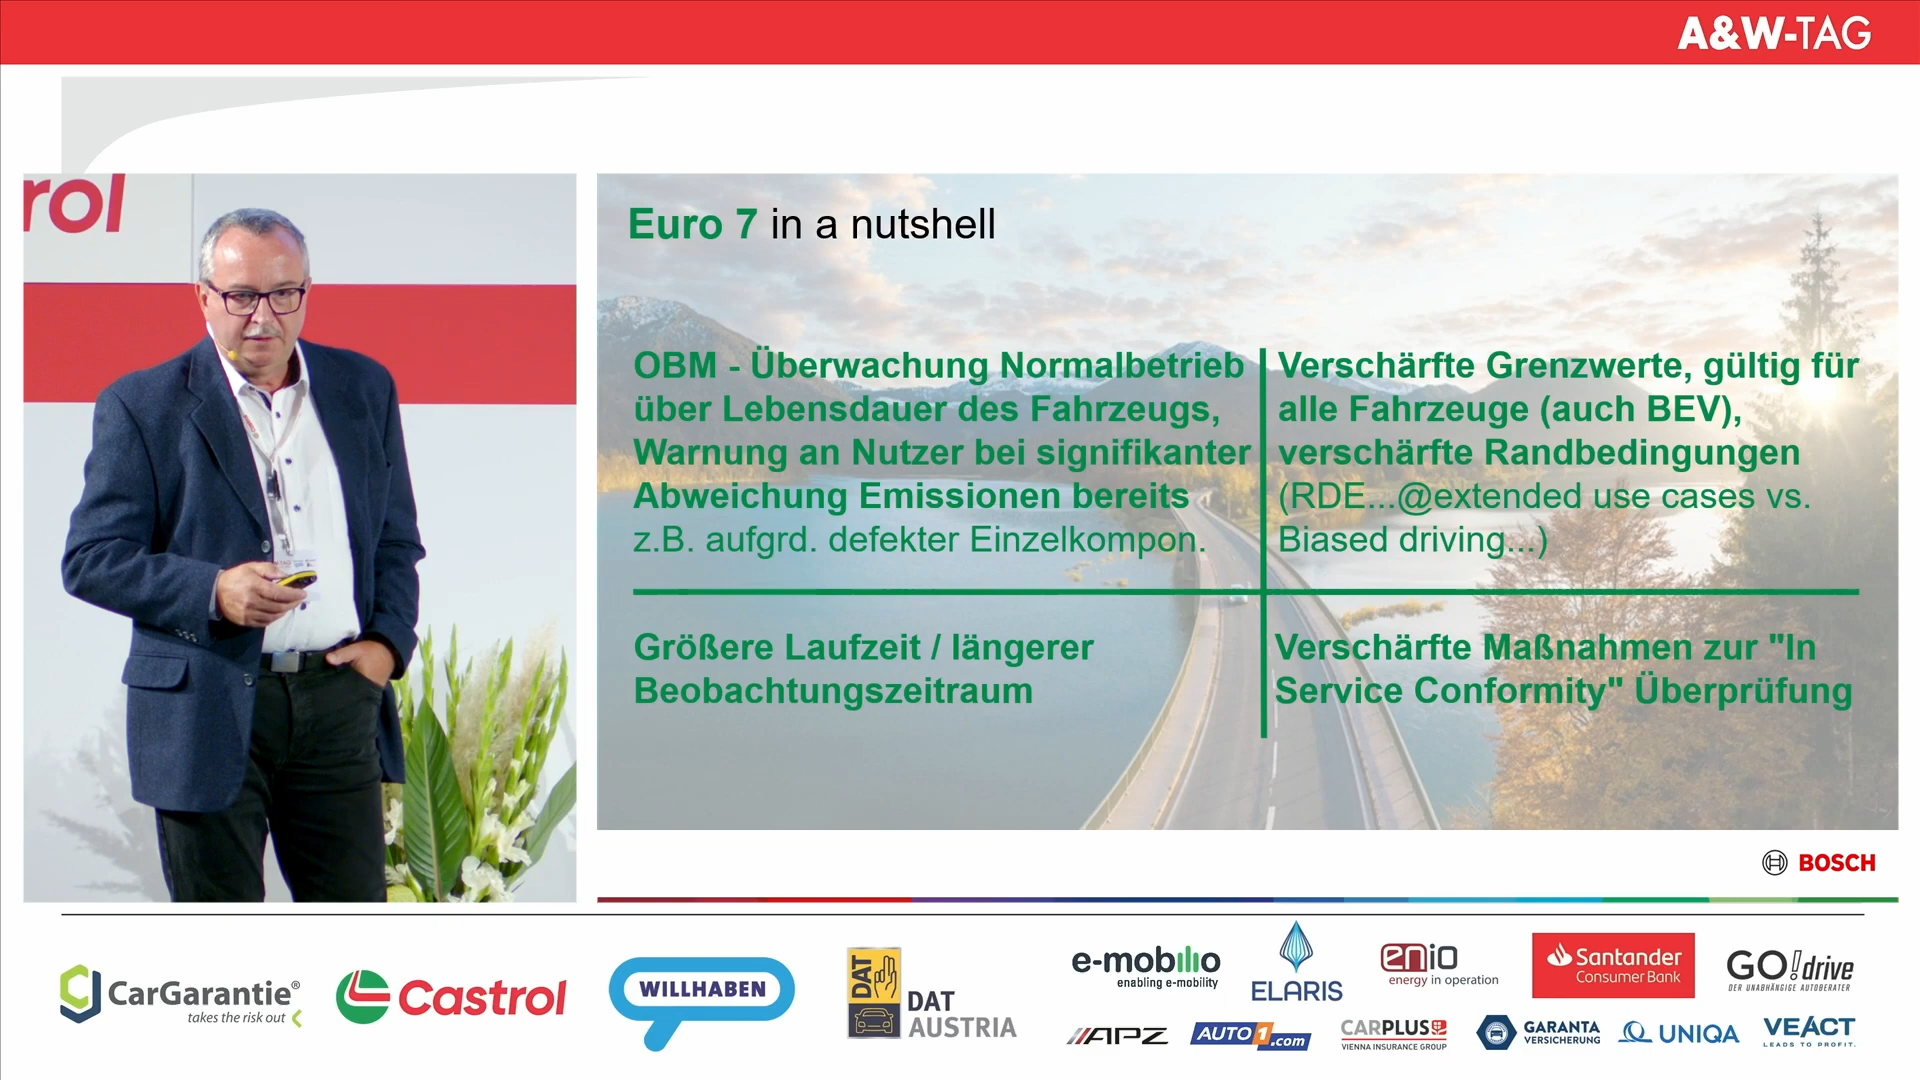 A&W-TAG
rol
Euro 7 in a nutshell
OBM - Überwachung Normalbetrieb
über Lebensdauer des Fahrzeugs,
Warnung an Nutzer bei signifikanter
Abweichung Emissionen bereits
z.B. aufgrd. defekter Einzelkompon.
Verschärfte Grenzwerte, gültig für
alle Fahrzeuge (auch BEV),
verschärfte Randbedingungen
(RDE...@extended use cases vs.
Biased driving...)
Größere Laufzeit / längerer
Beobachtungszeitraum
Verschärfte Maßnahmen zur "In
Service Conformity" Überprüfung
BOSCH
CarGarantie®
takes the risk out
Castrol
WILLHABEN
DAT
DAT
AUSTRIA
e-mobilio
enabling e-mobility
ELARIS
enio
energy in operation
Santander
Consumer Bank
GO!drive
DER UNABHÄNGIGE AUTOBERATER
APZ
AUTO1.com
CARPLUS
VIENNA INSURANCE GROUP
GARANTA
VERSICHERUNG
UNIQA
VEACT
LEADS TO PROFIT.